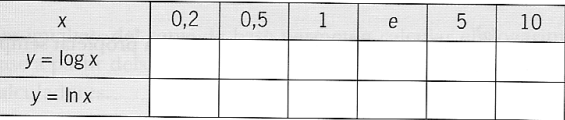 x 0,2 0,5 1 e 5 10
y = log x
y = ln x